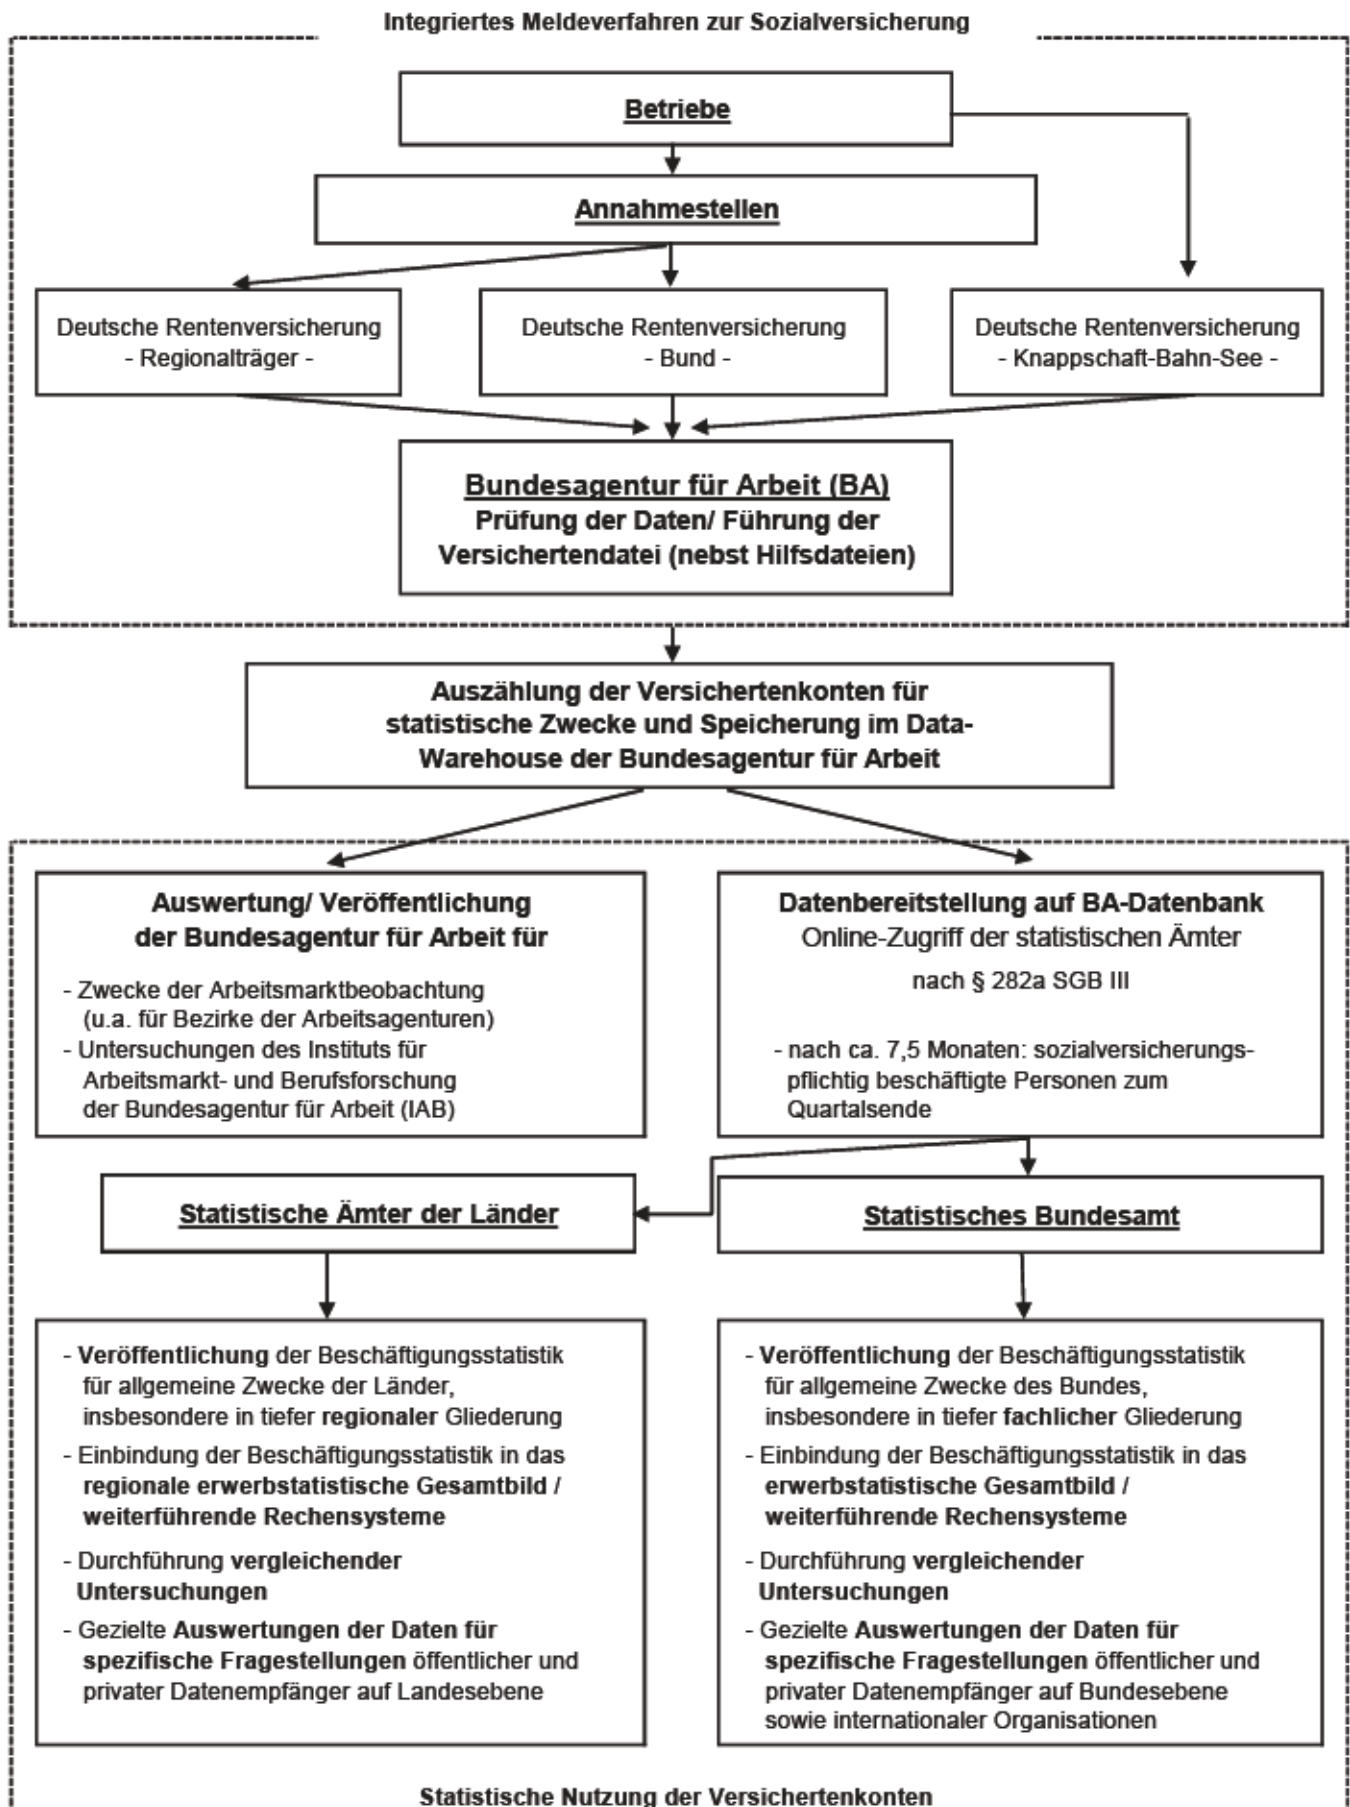 Integriertes Meldeverfahren zur Sozialversicherung
Betriebe
Annahmestellen
Deutsche Rentenversicherung
- Regionalträger -
Deutsche Rentenversicherung
- Bund -
Deutsche Rentenversicherung
- Knappschaft-Bahn-See -
Bundesagentur für Arbeit (BA)
Prüfung der Daten/ Führung der
Versichertendatei (nebst Hilfsdateien)
Auszählung der Versichertenkonten für
statistische Zwecke und Speicherung im Data-
Warehouse der Bundesagentur für Arbeit
Auswertung/ Veröffentlichung
der Bundesagentur für Arbeit für
- Zwecke der Arbeitsmarktbeobachtung
(u.a. für Bezirke der Arbeitsagenturen)
- Untersuchungen des Instituts für
Arbeitsmarkt- und Berufsforschung
der Bundesagentur für Arbeit (IAB)
Datenbereitstellung auf BA-Datenbank
Online-Zugriff der statistischen Ämter
nach § 282a SGB III
- nach ca. 7,5 Monaten: sozialversicherungs-
pflichtig beschäftigte Personen zum
Quartalsende
Statistische Ämter der Länder
Statistisches Bundesamt
- Veröffentlichung der Beschäftigungsstatistik
für allgemeine Zwecke der Länder,
insbesondere in tiefer regionaler Gliederung
- Einbindung der Beschäftigungsstatistik in das
regionale erwerbstatistische Gesamtbild /
weiterführende Rechensysteme
- Durchführung vergleichender
Untersuchungen
- Gezielte Auswertungen der Daten für
spezifische Fragestellungen öffentlicher und
privater Datenempfänger auf Landesebene
- Veröffentlichung der Beschäftigungsstatistik
für allgemeine Zwecke des Bundes,
insbesondere in tiefer fachlicher Gliederung
- Einbindung der Beschäftigungsstatistik in das
erwerbstatistische Gesamtbild /
weiterführende Rechensysteme
- Durchführung vergleichender
Untersuchungen
- Gezielte Auswertungen der Daten für
spezifische Fragestellungen öffentlicher und
privater Datenempfänger auf Bundesebene
sowie internationaler Organisationen
Statistische Nutzung der Versichertenkonten